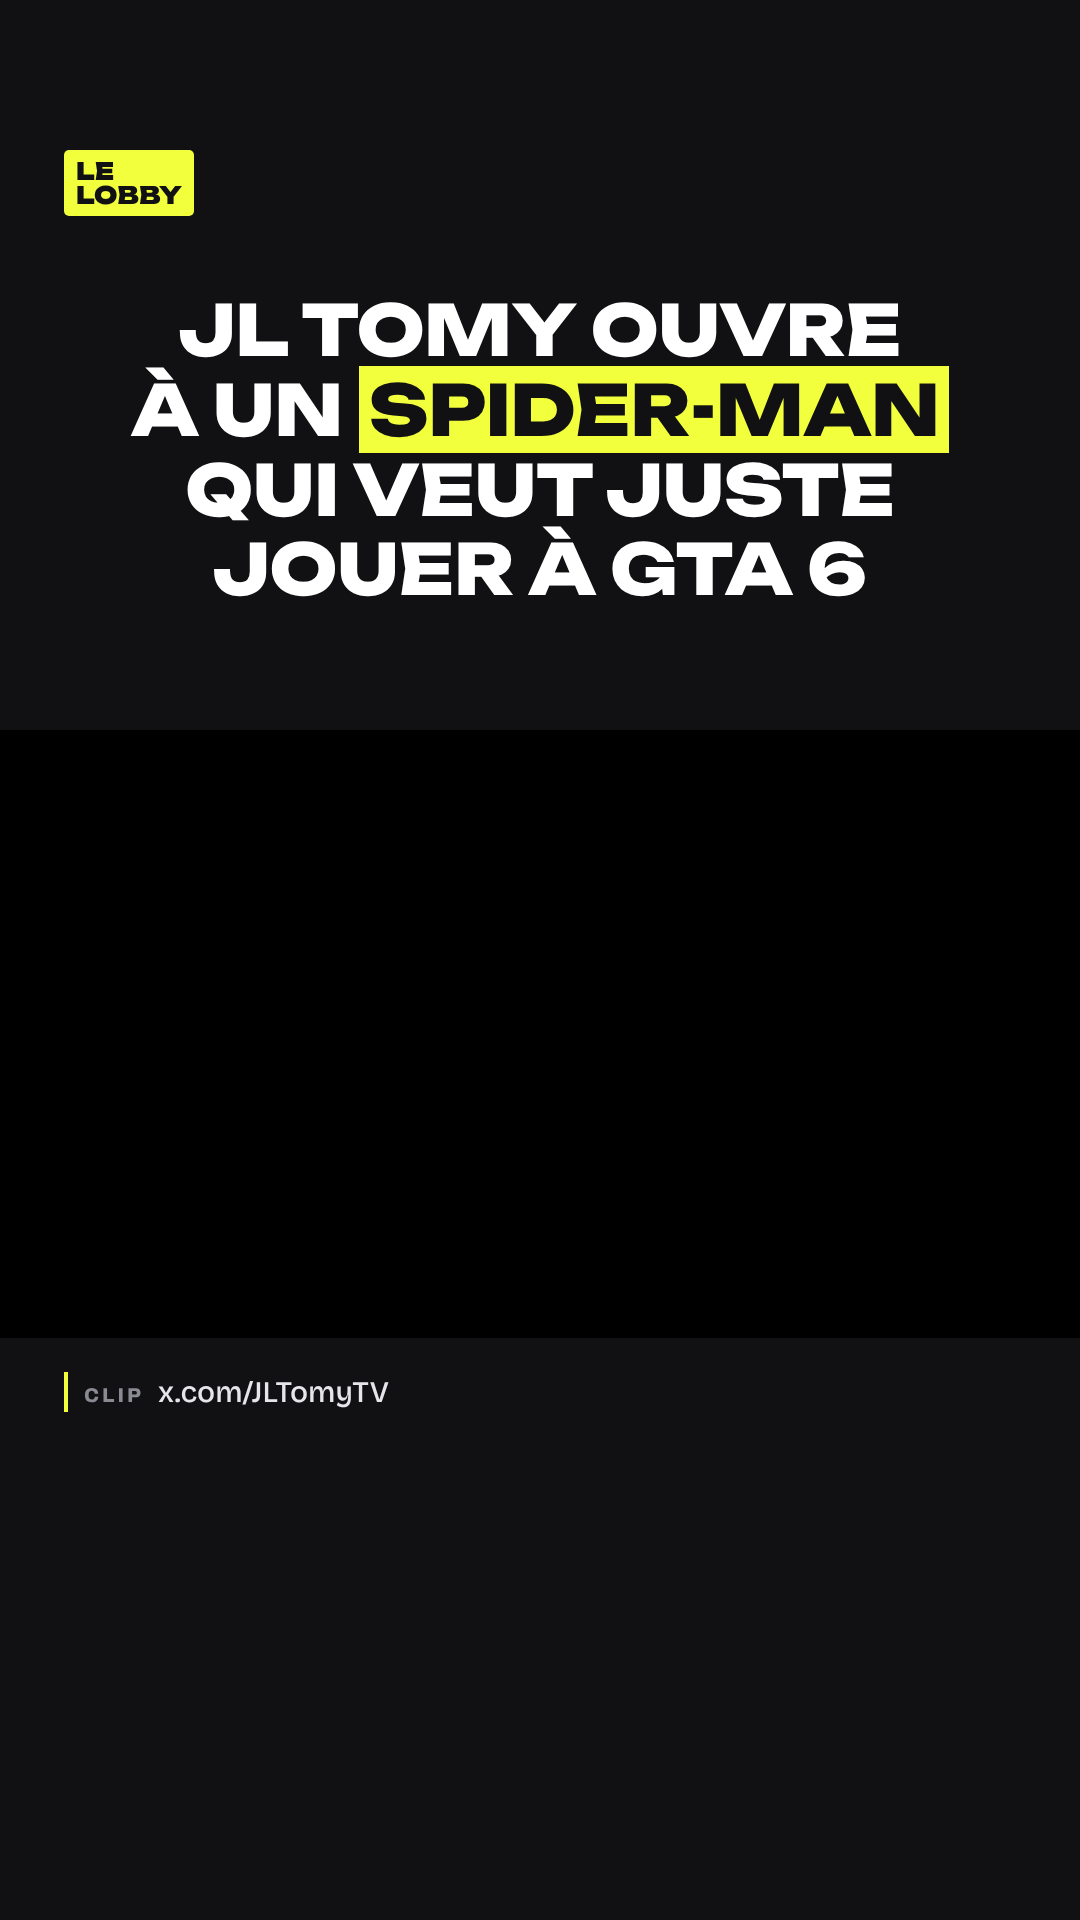 LE
LOBBY
JL TOMY OUVRE
À UN SPIDER-MAN
QUI VEUT JUSTE
JOUER À GTA 6
CLIP x.com/JLTomyTV